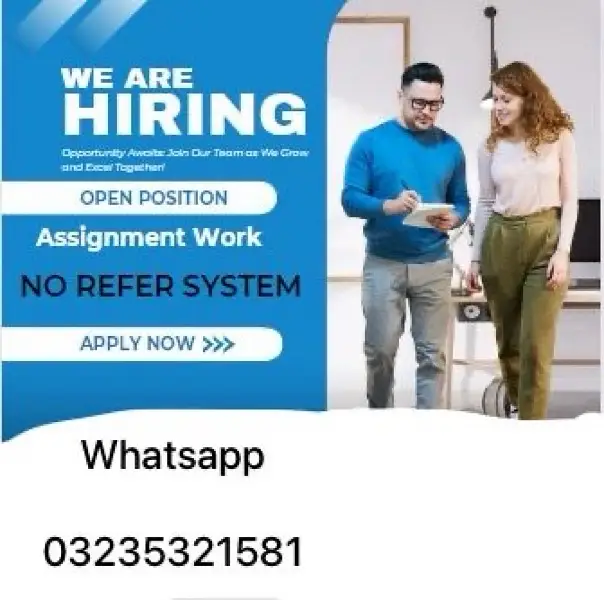 WE ARE
HIRING
Opportunity Awaits: Join Our Team as We Grow
and Excel Together!
OPEN POSITION
Assignment Work
NO REFER SYSTEM
APPLY NOW >>>
Whatsapp
03235321581